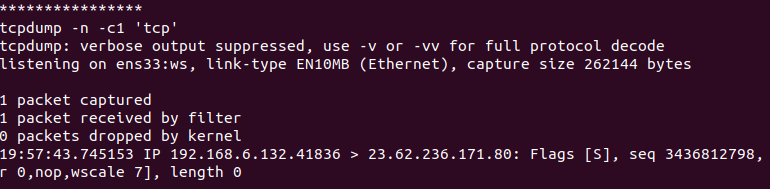 ****************
tcpdump -n -c1 'tcp'
tcpdump: verbose output suppressed, use -v or -vv for full protocol decode
listening on ens33:ws, link-type EN10MB (Ethernet), capture size 262144 bytes
1 packet captured
1 packet received by filter
0 packets dropped by kernel
19:57:43.745153 IP 192.168.6.132.41836 > 23.62.236.171.80: Flags [S], seq 3436812798,
r 0,nop,wscale 7], length 0